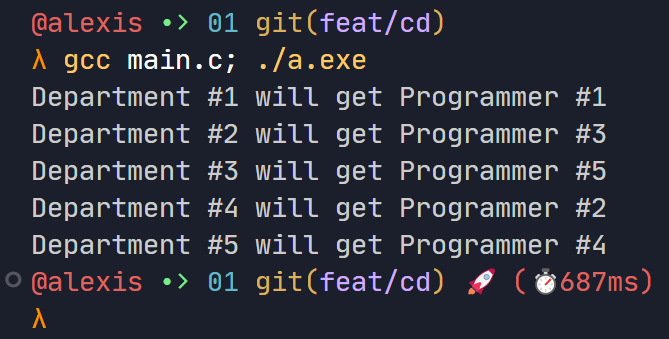 @alexis •> 01 git(feat/cd)
λ gcc main.c; ./a.exe
Department #1 will get Programmer #1
Department #2 will get Programmer #3
Department #3 will get Programmer #5
Department #4 will get Programmer #2
Department #5 will get Programmer #4
@alexis •> 01 git(feat/cd) 🚀 (⏱687ms)
λ